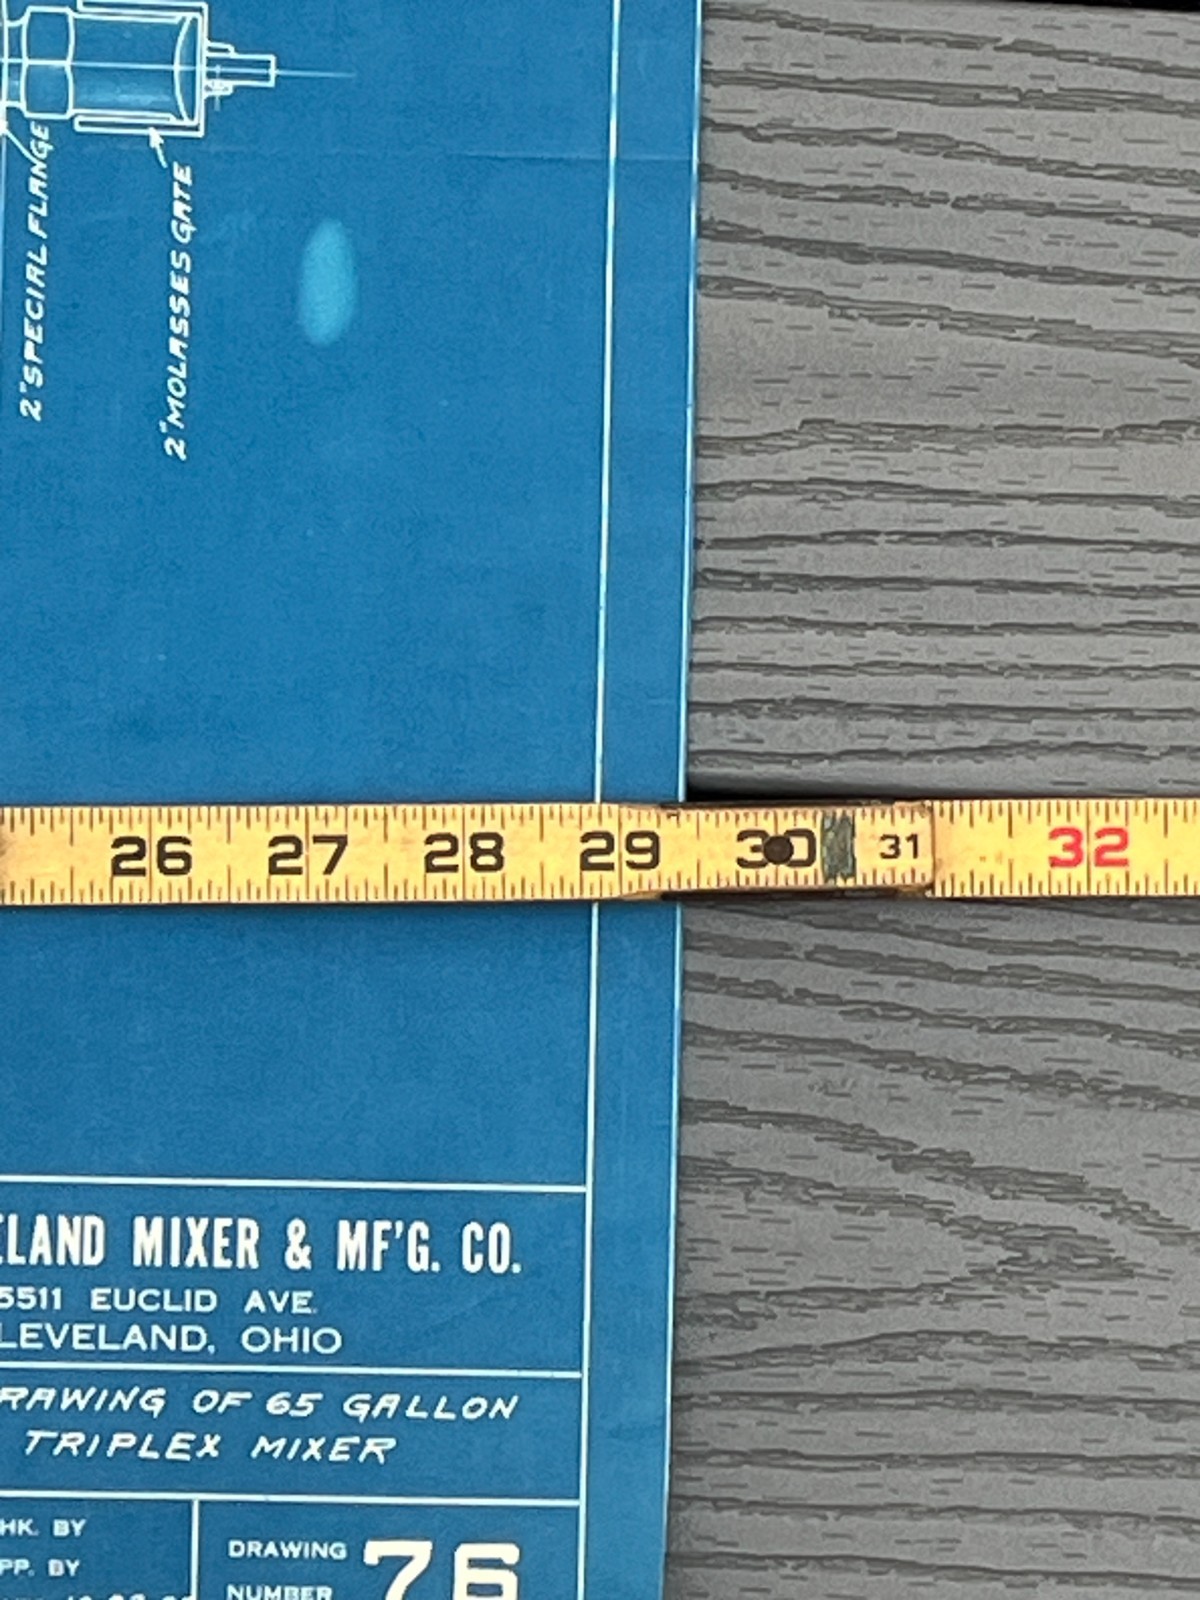 2" SPECIAL FLANGE
2" MOLASSES GATE
26 27 28 29 30 31 32
ELAND MIXER & MF'G. CO.
5511 EUCLID AVE.
LEVELAND, OHIO
RAWING OF 65 GALLON
TRIPLEX MIXER
HK. BY
PP. BY
DRAWING
NUMBER
76